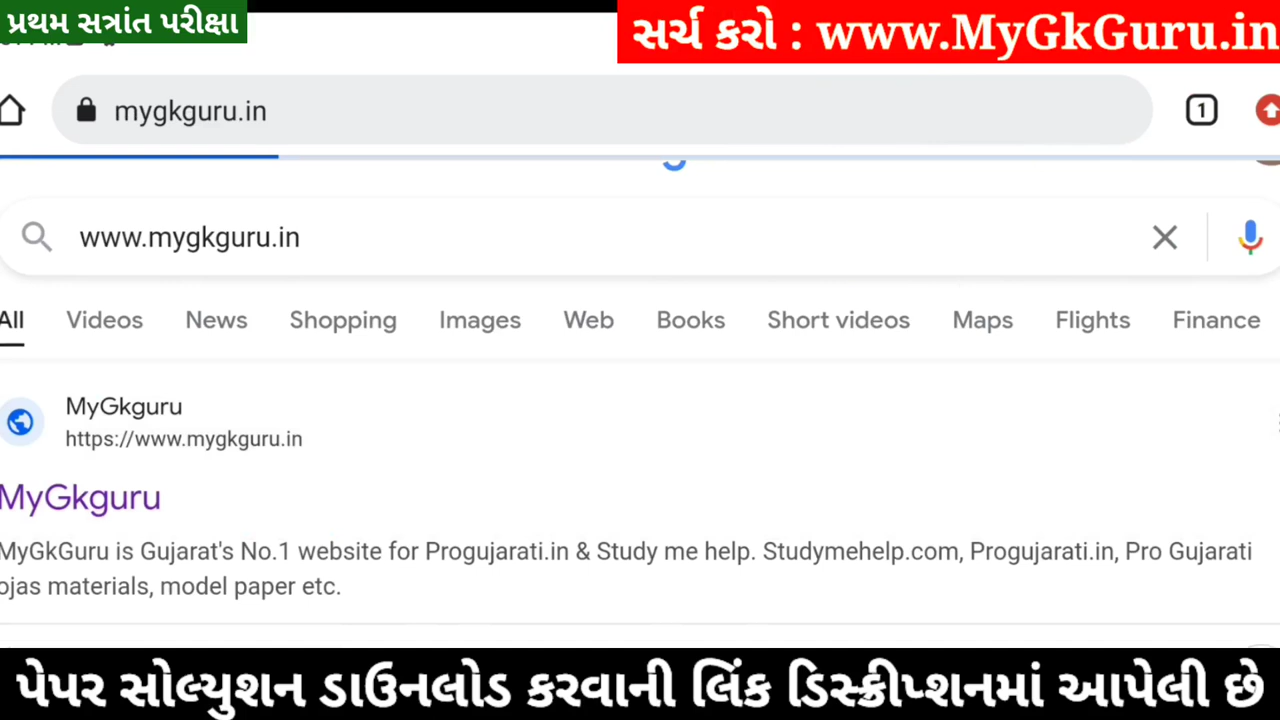 પ્રથમ સત્રાંત પરીક્ષા
સર્ચ કરો : www.MyGkGuru.in
mygkguru.in
1
www.mygkguru.in
All Videos News Shopping Images Web Books Short videos Maps Flights Finance
MyGkguru
https://www.mygkguru.in
MyGkguru
MyGkGuru is Gujarat's No.1 website for Progujarati.in & Study me help. Studymehelp.com, Progujarati.in, Pro Gujarati
ojas materials, model paper etc.
પેપર સોલ્યુશન ડાઉનલોડ કરવાની લિંક ડિસ્ક્રીપ્શનમાં આપેલી છે